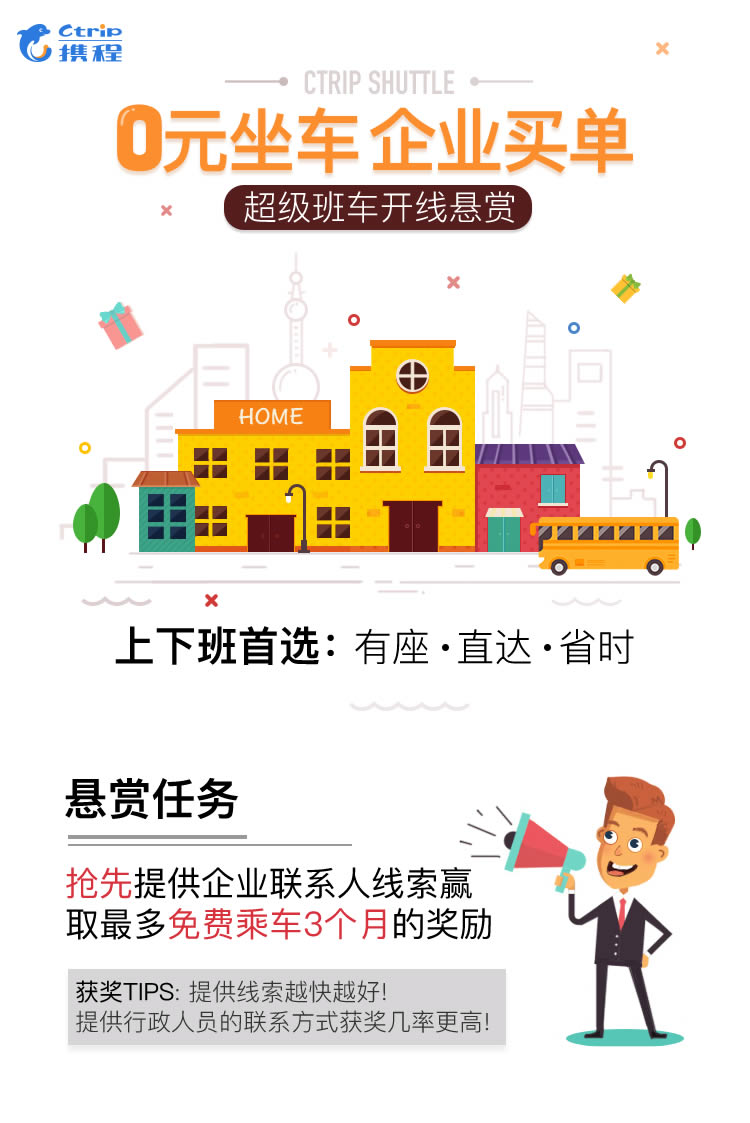 Ctrip
携程
CTRIP SHUTTLE
0元坐车 企业买单
超级班车开线悬赏
HOME
上下班首选：有座·直达·省时
悬赏任务
抢先提供企业联系人线索赢
取最多免费乘车3个月的奖励
获奖TIPS: 提供线索越快越好!
提供行政人员的联系方式获奖几率更高!